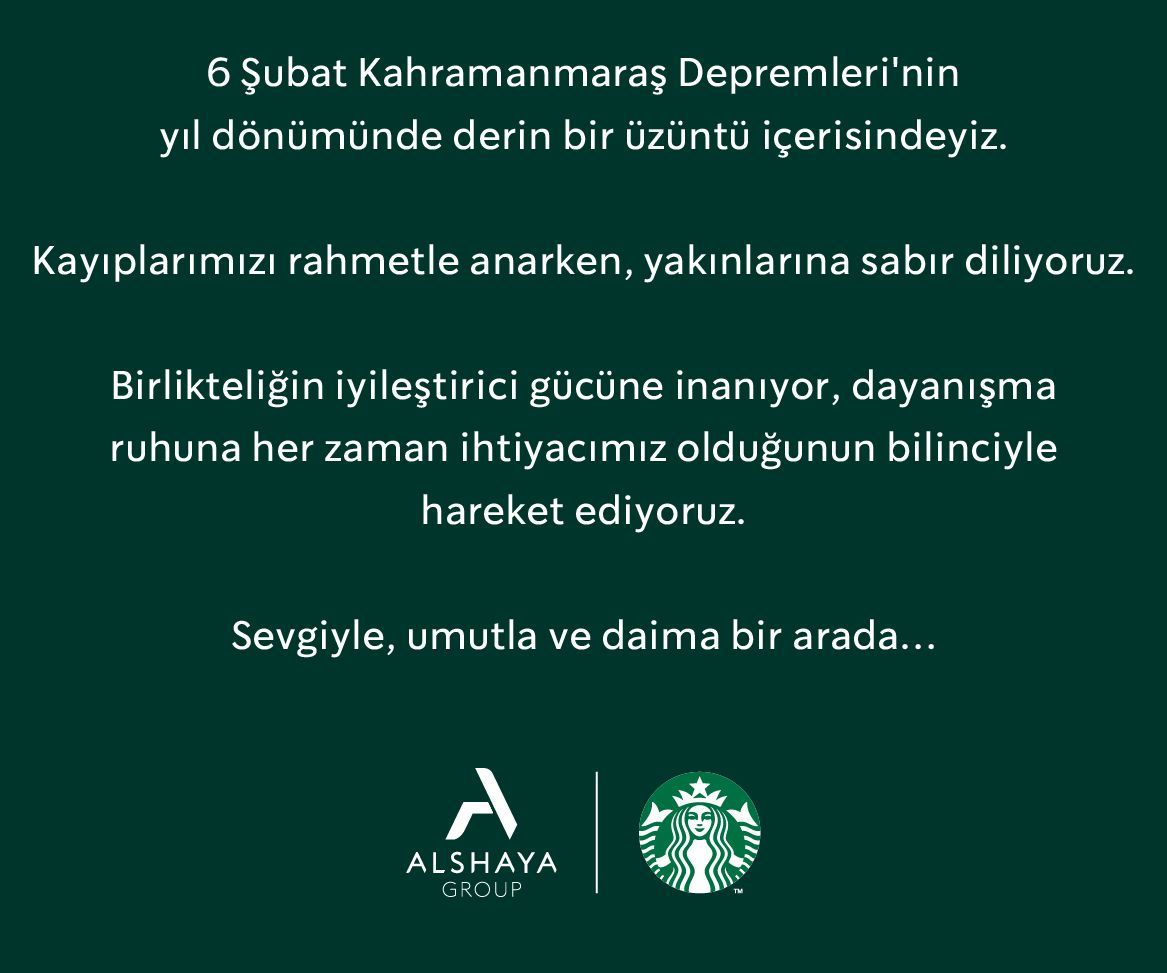 6 Şubat Kahramanmaraş Depremleri'nin
yıl dönümünde derin bir üzüntü içerisindeyiz.
Kayıplarımızı rahmetle anarken, yakınlarına sabır diliyoruz.
Birlikteliğin iyileştirici gücüne inanıyor, dayanışma
ruhuna her zaman ihtiyacımız olduğunun bilinciyle
hareket ediyoruz.
Sevgiyle, umutla ve daima bir arada...
ALSHAYA
GROUP
TM